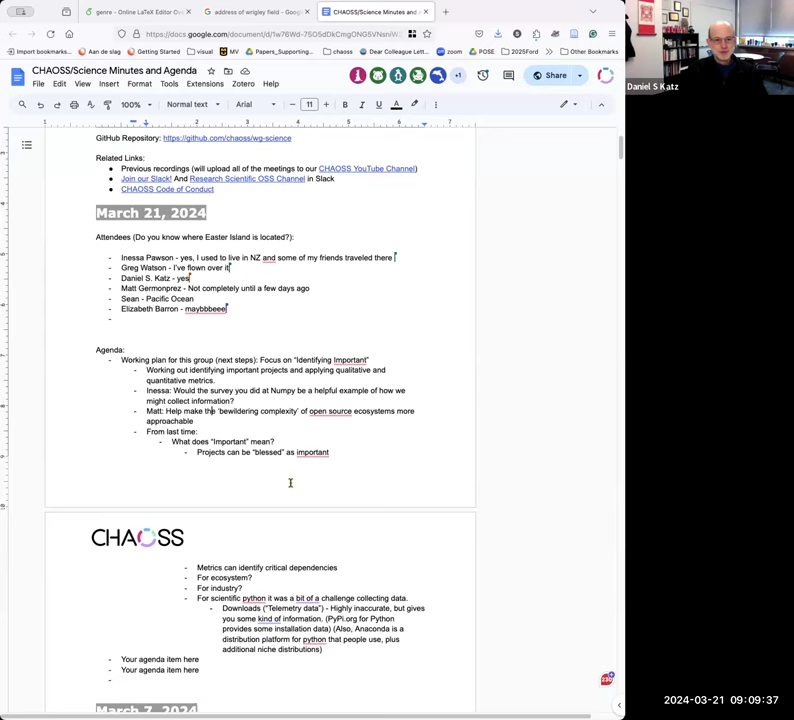 genre - Online LaTeX Editor Ove
address of wrigley field - Goog
CHAOSS/Science Minutes and A
https://docs.google.com/document/d/1w76Wd-75O5dDkCmgONG5VNsniW
Import bookmarks...
Aan de slag
Getting Started
visual
MV
Papers_Supporting...
chaoss
Dear Colleague Lett...
zoom
POSE
2025Ford
Other Bookmarks
CHAOSS/Science Minutes and Agenda
File Edit View Insert Format Tools Extensions Zotero Help
+1
Share
100%
Normal text
Arial
11
B I U A
1 2 3 4 5 6 7
GitHub Repository: https://github.com/chaoss/wg-science
Related Links:
● Previous recordings (will upload all of the meetings to our CHAOSS YouTube Channel)
● Join our Slack! And Research Scientific OSS Channel in Slack
● CHAOSS Code of Conduct
March 21, 2024
Attendees (Do you know where Easter Island is located?):
- Inessa Pawson - yes, I used to live in NZ and some of my friends traveled there
- Greg Watson - I've flown over it
- Daniel S. Katz - yes
- Matt Germonprez - Not completely until a few days ago
- Sean - Pacific Ocean
- Elizabeth Barron - maybbbeee
-
Agenda:
- Working plan for this group (next steps): Focus on "Identifying Important"
- Working out identifying important projects and applying qualitative and
quantitative metrics.
- Inessa: Would the survey you did at Numpy be a helpful example of how we
might collect information?
- Matt: Help make the 'bewildering complexity' of open source ecosystems more
approachable
- From last time:
- What does "Important" mean?
- Projects can be "blessed" as important
CHAOSS
- Metrics can identify critical dependencies
- For ecosystem?
- For industry?
- For scientific python it was a bit of a challenge collecting data.
- Downloads ("Telemetry data") - Highly inaccurate, but gives
you some kind of information. (PyPi.org for Python
provides some installation data) (Also, Anaconda is a
distribution platform for python that people use, plus
additional niche distributions)
- Your agenda item here
- Your agenda item here
-
March 7, 2024
230
Daniel S Katz
2024-03-21 09:09:37